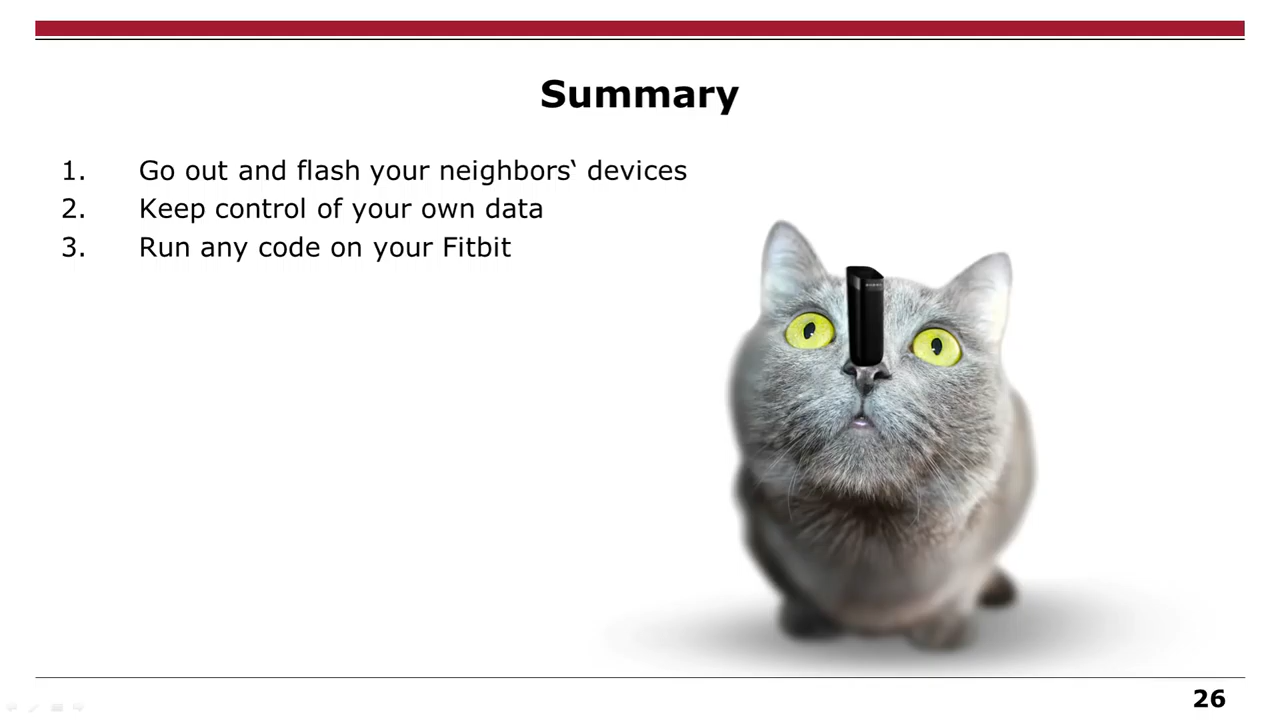 Summary
1. Go out and flash your neighbors‘ devices
2. Keep control of your own data
3. Run any code on your Fitbit
26